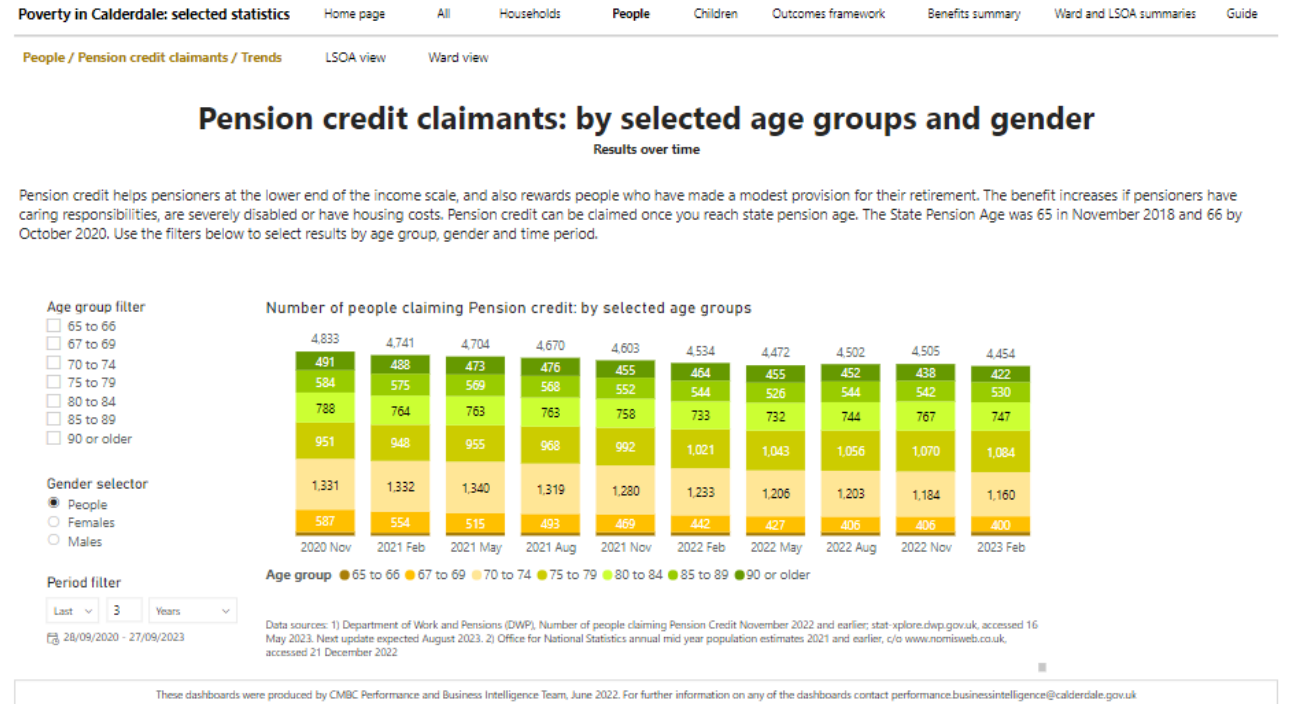 Poverty in Calderdale: selected statistics Home page All Households People Children Outcomes framework Benefits summary Ward and LSOA summaries Guide
People / Pension credit claimants / Trends LSOA view Ward view
Pension credit claimants: by selected age groups and gender
Results over time
Pension credit helps pensioners at the lower end of the income scale, and also rewards people who have made a modest provision for their retirement. The benefit increases if pensioners have
caring responsibilities, are severely disabled or have housing costs. Pension credit can be claimed once you reach state pension age. The State Pension Age was 65 in November 2018 and 66 by
October 2020. Use the filters below to select results by age group, gender and time period.
Age group filter
65 to 66
67 to 69
70 to 74
75 to 79
80 to 84
85 to 89
90 or older
Gender selector
People
Females
Males
Period filter
Last 3 Years
28/09/2020 - 27/09/2023
Number of people claiming Pension credit: by selected age groups
4,833 4,741 4,704 4,670 4,603 4,534 4,472 4,502 4,505 4,454
491 488 473 476 455 464 455 452 438 422
584 575 569 568 552 544 526 544 542 530
788 764 763 763 758 733 732 744 767 747
951 948 955 968 992 1,021 1,043 1,056 1,070 1,084
1,331 1,332 1,340 1,319 1,280 1,233 1,206 1,203 1,184 1,160
587 554 515 493 469 442 427 406 406 400
2020 Nov 2021 Feb 2021 May 2021 Aug 2021 Nov 2022 Feb 2022 May 2022 Aug 2022 Nov 2023 Feb
Age group 65 to 66 67 to 69 70 to 74 75 to 79 80 to 84 85 to 89 90 or older
Data sources: 1) Department of Work and Pensions (DWP), Number of people claiming Pension Credit November 2022 and earlier; stat-xplore.dwp.gov.uk, accessed 16
May 2023. Next update expected August 2023. 2) Office for National Statistics annual mid year population estimates 2021 and earlier, c/o www.nomisweb.co.uk,
accessed 21 December 2022
These dashboards were produced by CMBC Performance and Business Intelligence Team, June 2022. For further information on any of the dashboards contact performance.businessintelligence@calderdale.gov.uk